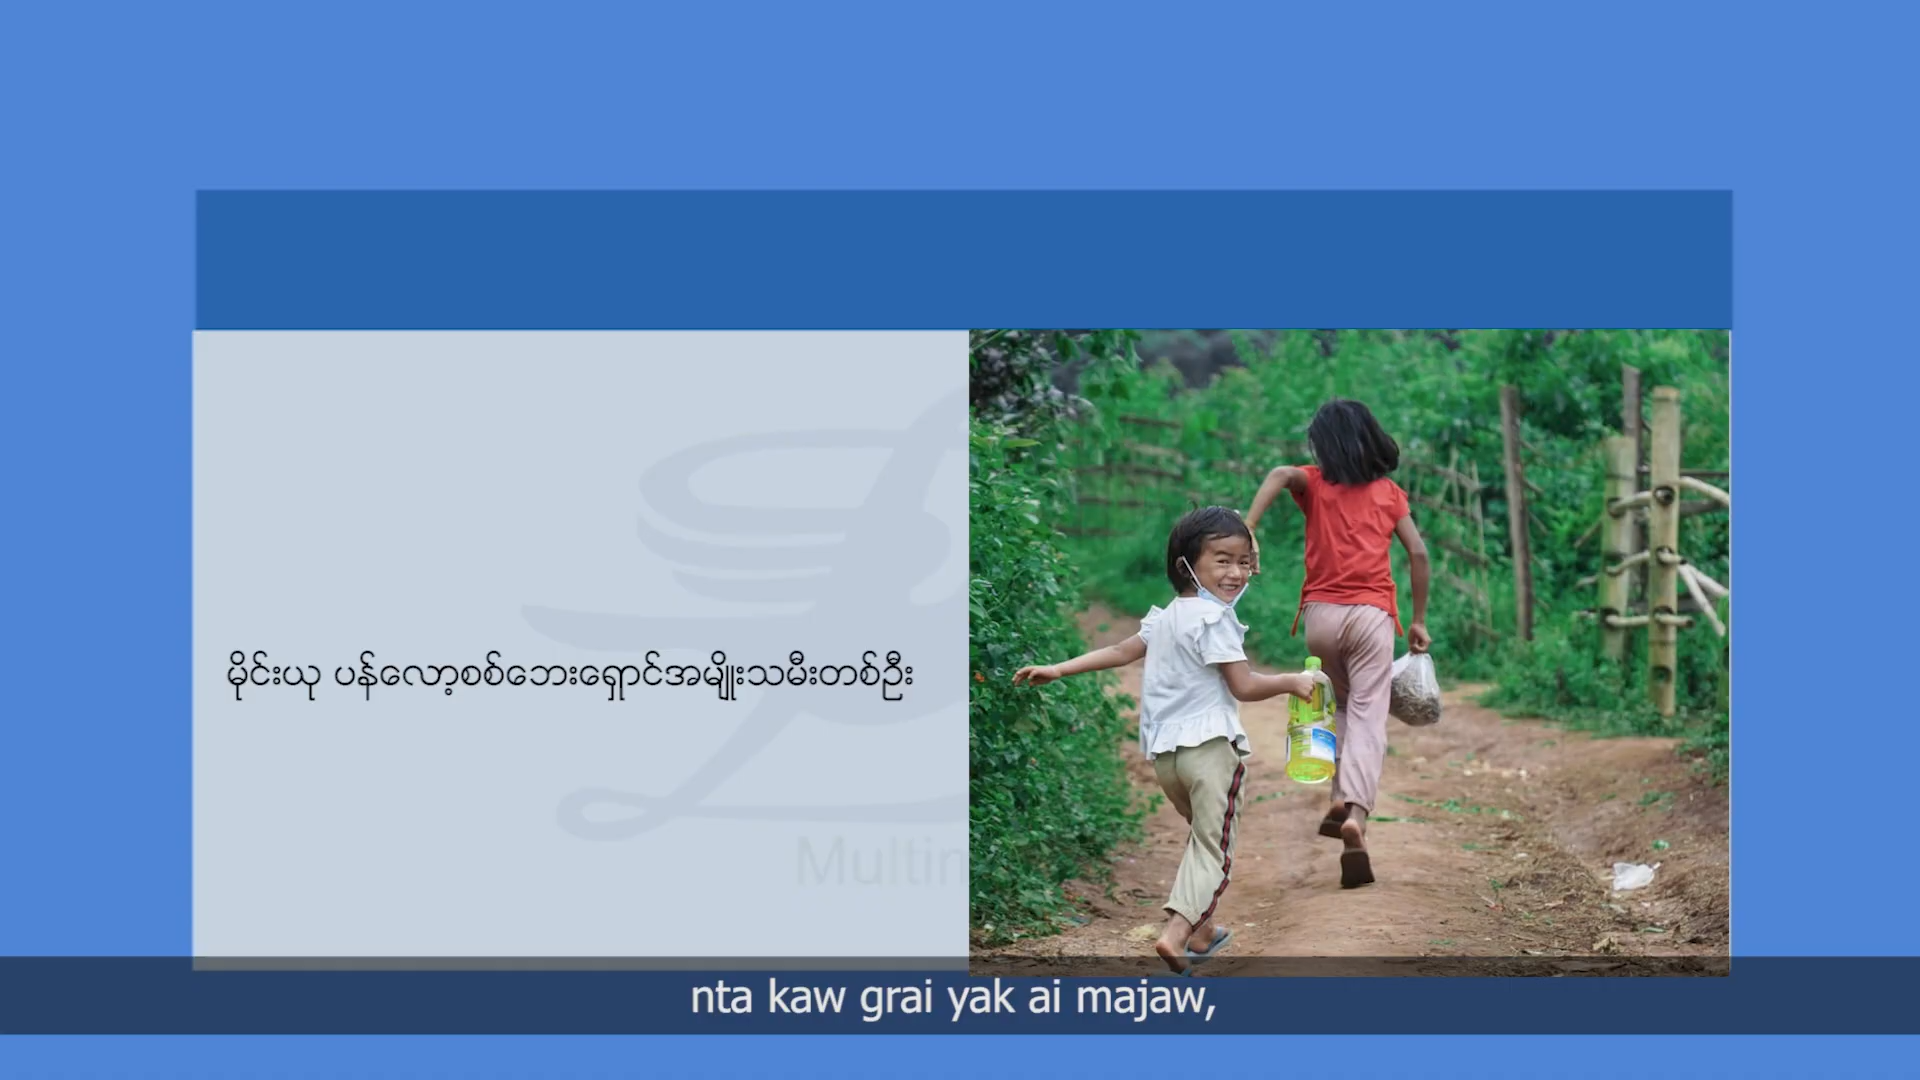 မိုင်းယု ပန်လော့စစ်ဘေးရှောင်အမျိုးသမီးတစ်ဦး
Multim
nta kaw grai yak ai majaw,